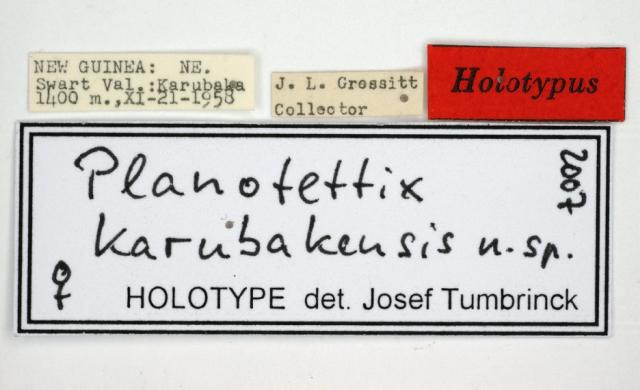 NEW GUINEA: NE.
Swart Val.:Karubaka
1400 m.,XI-21-1958
J. L. Gressitt
Collector
Holotypus
Planotettix
karubakensis n.sp.
2007
♀
HOLOTYPE det. Josef Tumbrinck